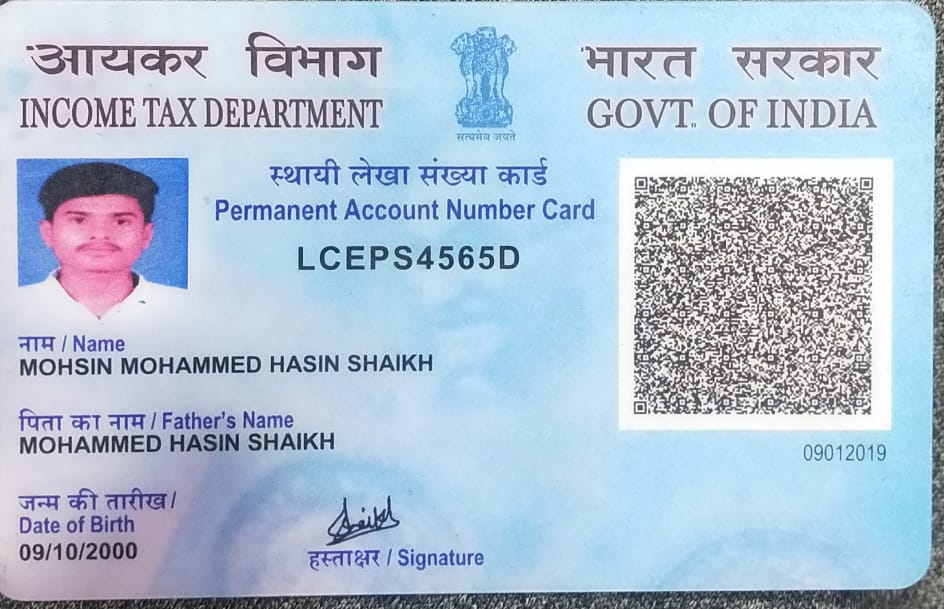 आयकर विभाग
INCOME TAX DEPARTMENT
सत्यमेव जयते
भारत सरकार
GOVT. OF INDIA
स्थायी लेखा संख्या कार्ड
Permanent Account Number Card
LCEPS4565D
नाम / Name
MOHSIN MOHAMMED HASIN SHAIKH
पिता का नाम / Father's Name
MOHAMMED HASIN SHAIKH
09012019
जन्म की तारीख /
Date of Birth
09/10/2000
Shaikh
हस्ताक्षर / Signature